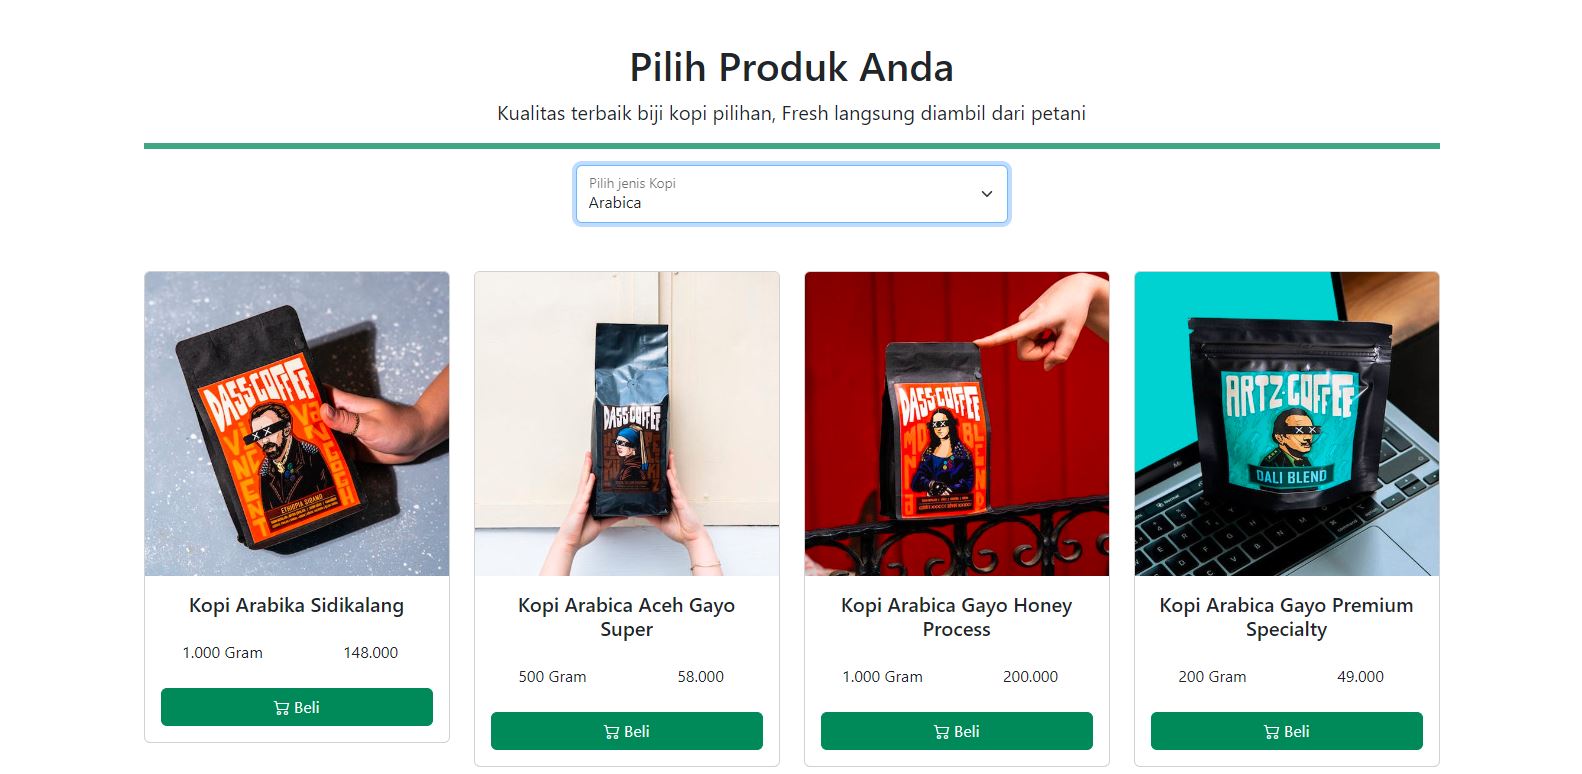 Pilih Produk Anda
Kualitas terbaik biji kopi pilihan, Fresh langsung diambil dari petani
Pilih jenis Kopi
Arabica
DASS COFFEE
VINCENT
VAN
GOGH
ETHIOPIA SIDAMO
DASS COFFEE
DASS COFFEE
MONA
BLEND
ARTZ COFFEE
DALI BLEND
Kopi Arabika Sidikalang
1.000 Gram 148.000
Beli
Kopi Arabica Aceh Gayo
Super
500 Gram 58.000
Beli
Kopi Arabica Gayo Honey
Process
1.000 Gram 200.000
Beli
Kopi Arabica Gayo Premium
Specialty
200 Gram 49.000
Beli